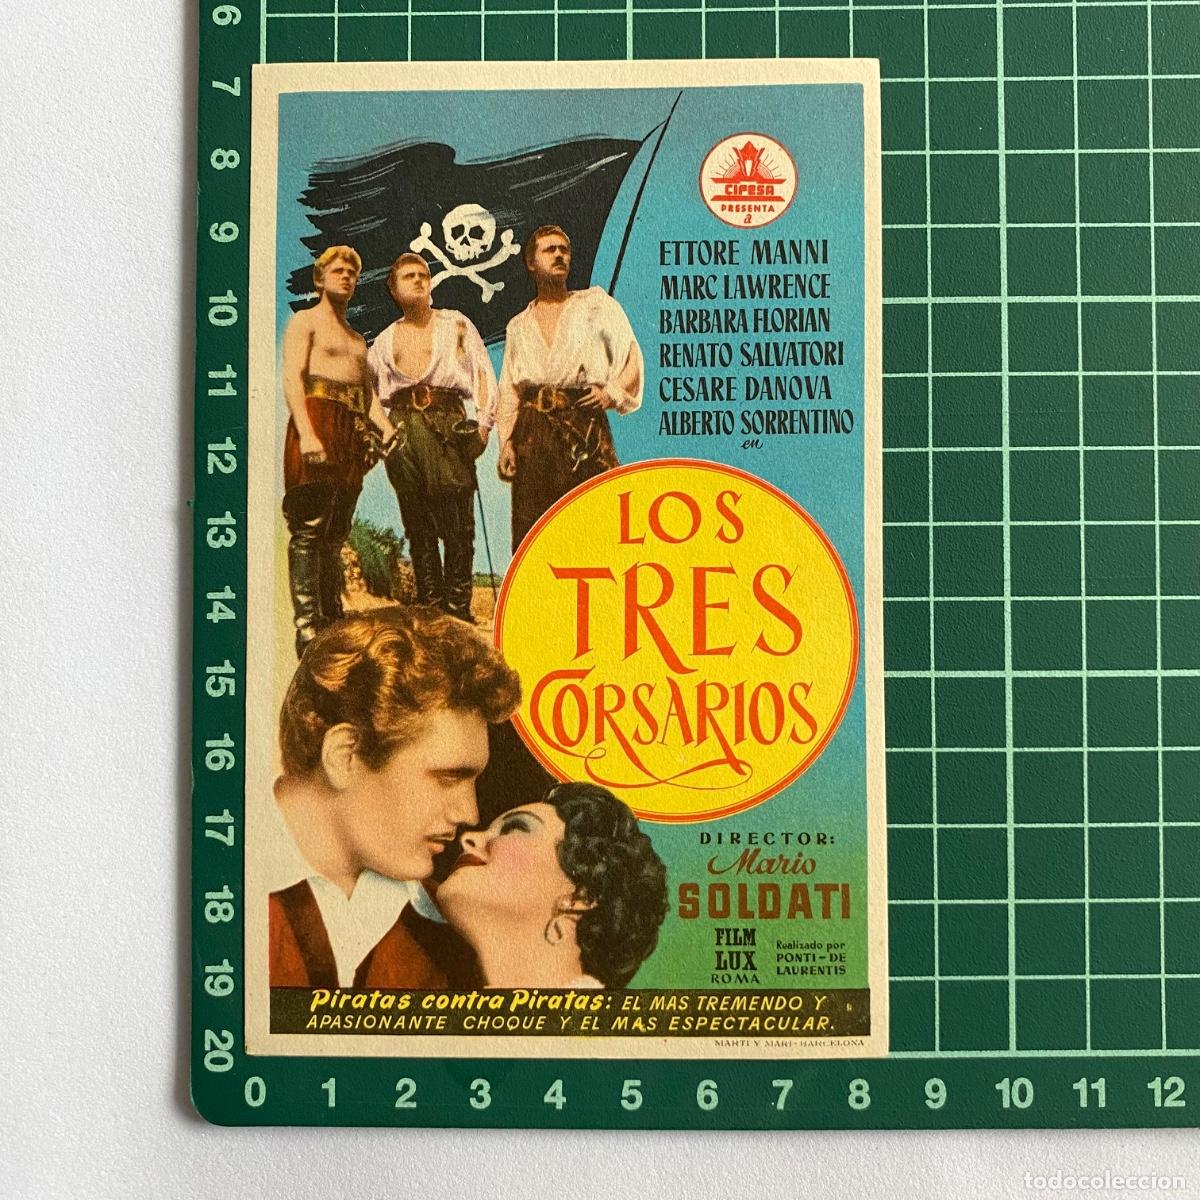 CIFESA
PRESENTA
a
ETTORE MANNI
MARC LAWRENCE
BARBARA FLORIAN
RENATO SALVATORI
CESARE DANOVA
ALBERTO SORRENTINO
en
LOS
TRES
CORSARIOS
DIRECTOR:
Mario
SOLDATI
FILM
LUX
ROMA
Realizado por
PONTI-DE
LAURENTIS
Piratas contra Piratas: EL MAS TREMENDO Y
APASIONANTE CHOQUE Y EL MAS ESPECTACULAR.
MARTI Y MARI-BARCELONA
6
7
8
9
10
11
12
13
14
15
16
17
18
19
20
0 1 2 3 4 5 6 7 8 9 10 11 12
todocoleccion